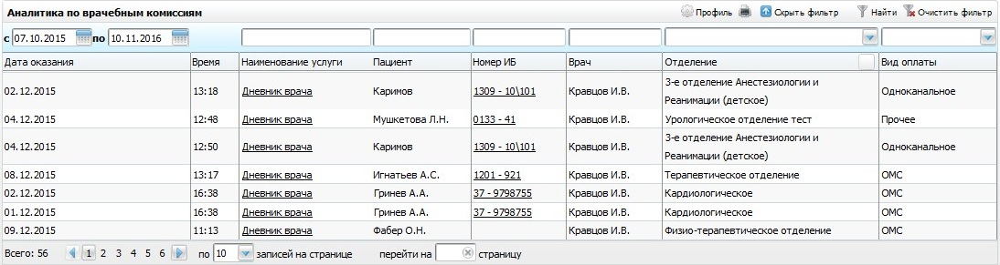 Аналитика по врачебным комиссиям Профиль Скрыть фильтр Найти Очистить фильтр
с 07.10.2015 по 10.11.2016
Дата оказания Время Наименование услуги Пациент Номер ИБ Врач Отделение Вид оплаты
02.12.2015 13:18 Дневник врача Каримов 1309 - 10\101 Кравцов И.В. 3-е отделение Анестезиологии и Одноканальное
Реанимации (детское)
04.12.2015 12:48 Дневник врача Мушкетова Л.Н. 0133 - 41 Кравцов И.В. Урологическое отделение тест Прочее
04.12.2015 12:50 Дневник врача Каримов 1309 - 10\101 Кравцов И.В. 3-е отделение Анестезиологии и Одноканальное
Реанимации (детское)
08.12.2015 13:17 Дневник врача Игнатьев А.С. 1201 - 921 Кравцов И.В. Терапевтическое отделение ОМС
02.12.2015 16:38 Дневник врача Гринев А.А. 37 - 9798755 Кравцов И.В. Кардиологическое ОМС
01.12.2015 16:38 Дневник врача Гринев А.А. 37 - 9798755 Кравцов И.В. Кардиологическое ОМС
09.12.2015 11:13 Дневник врача Фабер О.Н. Кравцов И.В. Физио-терапевтическое отделение ОМС
Всего: 56 1 2 3 4 5 6 по 10 записей на странице перейти на страницу